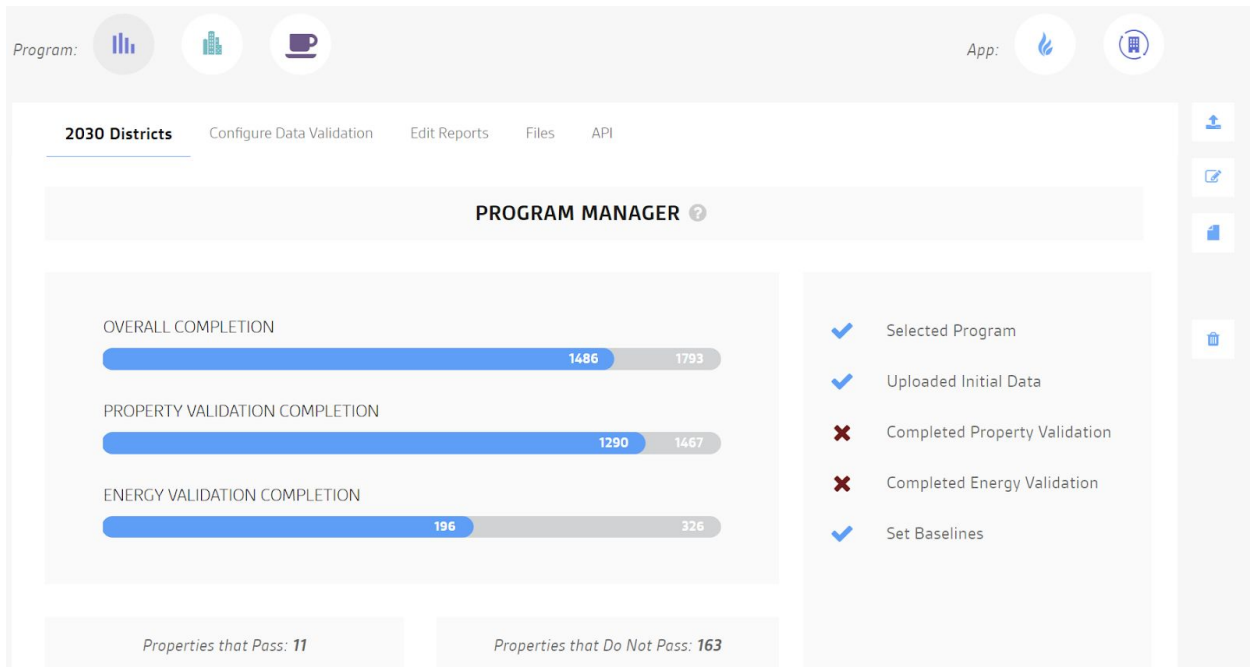 Program:
App:
2030 Districts Configure Data Validation Edit Reports Files API
PROGRAM MANAGER ?
OVERALL COMPLETION
1486 1793
PROPERTY VALIDATION COMPLETION
1290 1467
ENERGY VALIDATION COMPLETION
196 326
Selected Program
Uploaded Initial Data
Completed Property Validation
Completed Energy Validation
Set Baselines
Properties that Pass: 11
Properties that Do Not Pass: 163